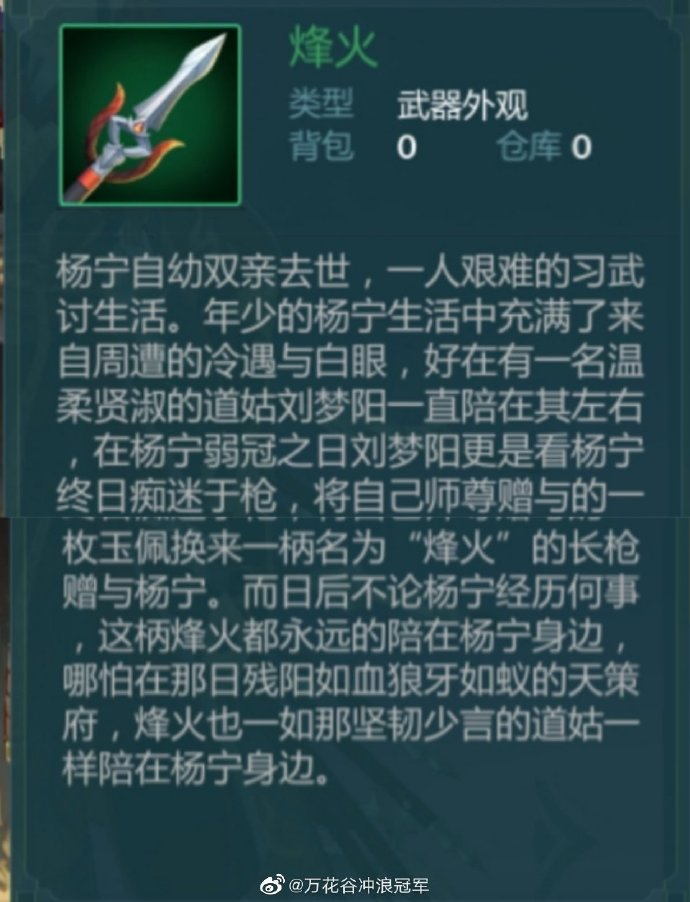 烽火
类型 武器外观
背包 0 仓库 0
杨宁自幼双亲去世，一人艰难的习武
讨生活。年少的杨宁生活中充满了来
自周遭的冷遇与白眼，好在有一名温
柔贤淑的道姑刘梦阳一直陪在其左右
，在杨宁弱冠之日刘梦阳更是看杨宁
终日痴迷于枪，将自己师尊赠与的一
枚玉佩换来一柄名为“烽火”的长枪
赠与杨宁。而日后不论杨宁经历何事
，这柄烽火都永远的陪在杨宁身边，
哪怕在那日残阳如血狼牙如蚁的天策
府，烽火也一如那坚韧少言的道姑一
样陪在杨宁身边。
@万花谷冲浪冠军